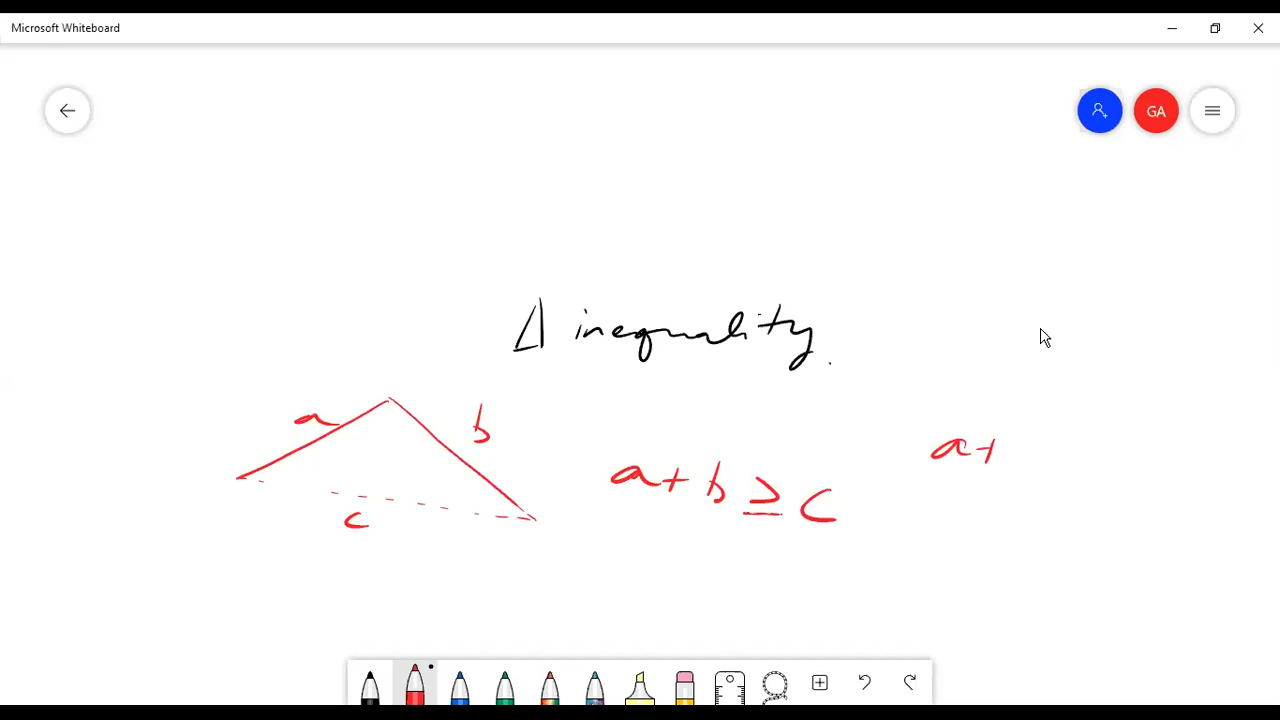 Microsoft Whiteboard
GA
Δ inequality.
a
b
c
a + b ≥ c
a +